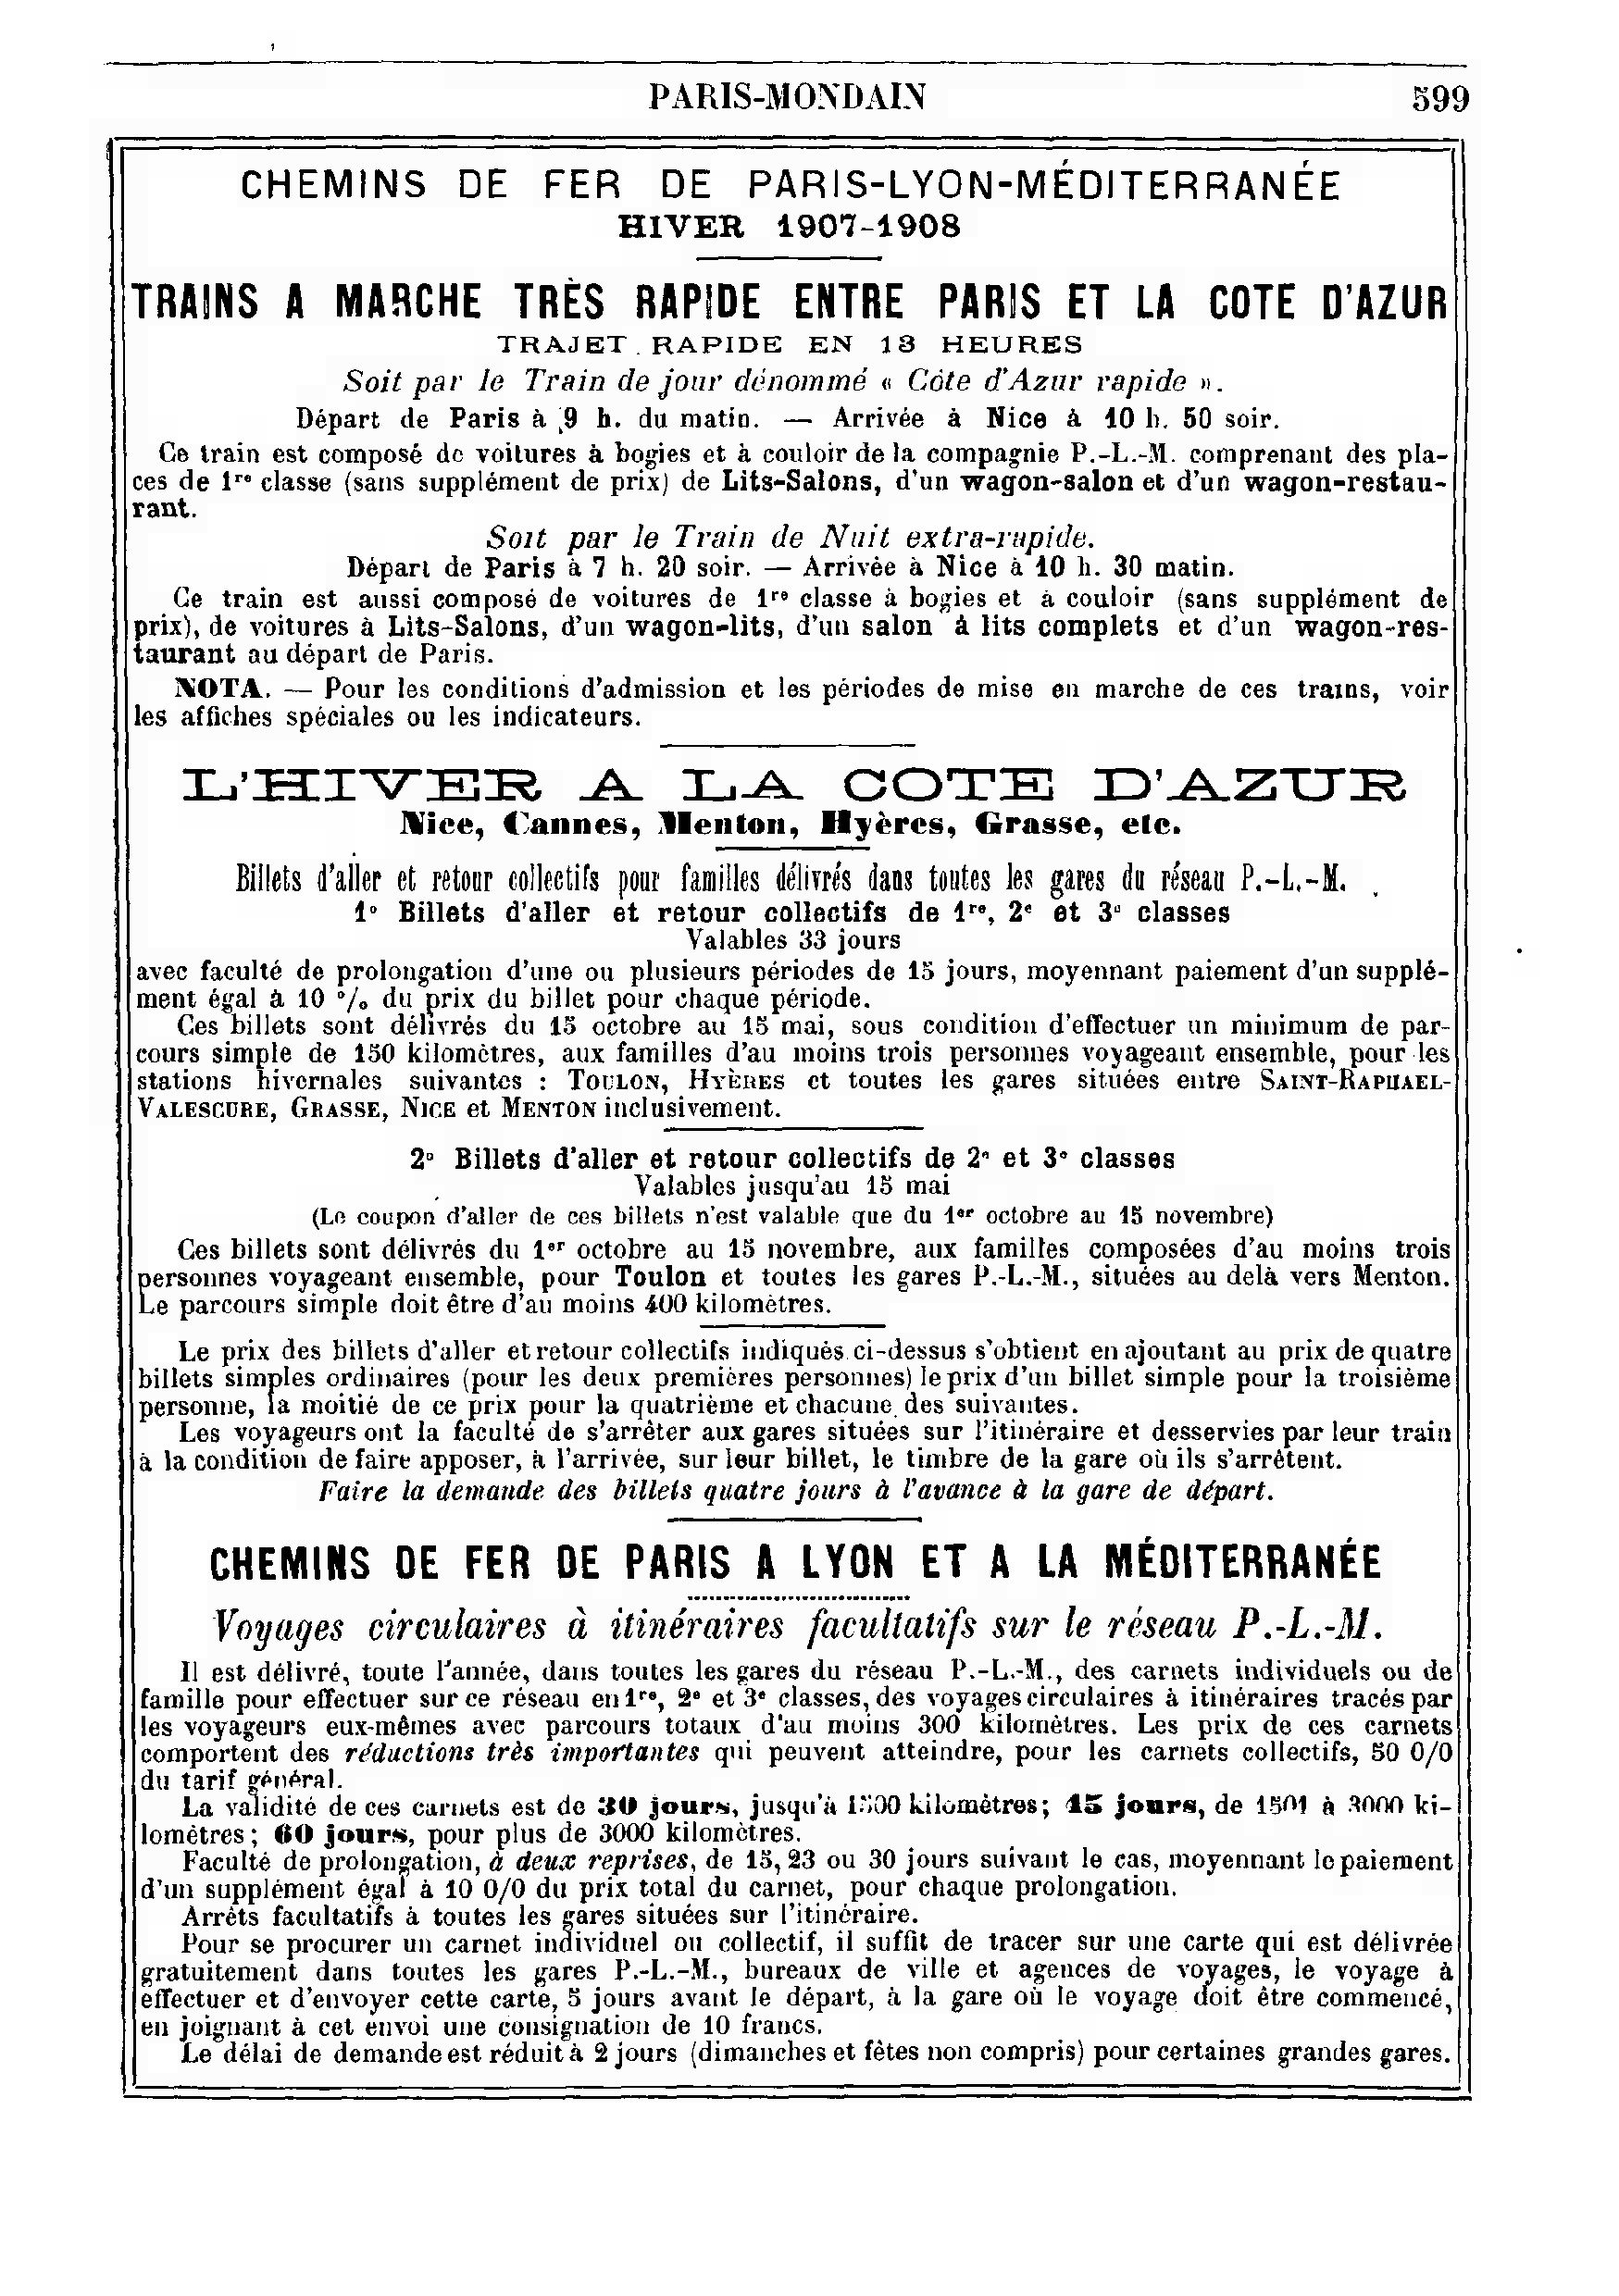 PARIS-MONDAIN 599
CHEMINS DE FER DE PARIS-LYON-MÉDITERRANÉE
HIVER 1907-1908
TRAINS A MARCHE TRÈS RAPIDE ENTRE PARIS ET LA COTE D'AZUR
TRAJET RAPIDE EN 13 HEURES
Soit par le Train de jour dénommé « Côte d'Azur rapide ».
Départ de Paris à 9 h. du matin. — Arrivée à Nice à 10 h. 50 soir.
Ce train est composé de voitures à bogies et à couloir de la compagnie P.-L.-M. comprenant des pla-
ces de 1re classe (sans supplément de prix) de Lits-Salons, d'un wagon-salon et d'un wagon-restau-
rant.
Soit par le Train de Nuit extra-rapide.
Départ de Paris à 7 h. 20 soir. — Arrivée à Nice à 10 h. 30 matin.
Ce train est aussi composé de voitures de 1re classe à bogies et à couloir (sans supplément de
prix), de voitures à Lits-Salons, d'un wagon-lits, d'un salon à lits complets et d'un wagon-res-
taurant au départ de Paris.
NOTA. — Pour les conditions d'admission et les périodes de mise en marche de ces trains, voir
les affiches spéciales ou les indicateurs.
L'HIVER A LA COTE D'AZUR
Nice, Cannes, Menton, Hyères, Grasse, etc.
Billets d'aller et retour collectifs pour familles délivrés dans toutes les gares du réseau P.-L.-M.
1° Billets d'aller et retour collectifs de 1re, 2e et 3e classes
Valables 33 jours
avec faculté de prolongation d'une ou plusieurs périodes de 15 jours, moyennant paiement d'un supplé-
ment égal à 10 % du prix du billet pour chaque période.
Ces billets sont délivrés du 15 octobre au 15 mai, sous condition d'effectuer un minimum de par-
cours simple de 150 kilomètres, aux familles d'au moins trois personnes voyageant ensemble, pour les
stations hivernales suivantes : TOULON, HYÈRES et toutes les gares situées entre SAINT-RAPHAEL-
VALESCURE, GRASSE, NICE et MENTON inclusivement.
2° Billets d'aller et retour collectifs de 2e et 3e classes
Valables jusqu'au 15 mai
(Le coupon d'aller de ces billets n'est valable que du 1er octobre au 15 novembre)
Ces billets sont délivrés du 1er octobre au 15 novembre, aux familles composées d'au moins trois
personnes voyageant ensemble, pour Toulon et toutes les gares P.-L.-M., situées au delà vers Menton.
Le parcours simple doit être d'au moins 400 kilomètres.
Le prix des billets d'aller et retour collectifs indiqués ci-dessus s'obtient en ajoutant au prix de quatre
billets simples ordinaires (pour les deux premières personnes) le prix d'un billet simple pour la troisième
personne, la moitié de ce prix pour la quatrième et chacune des suivantes.
Les voyageurs ont la faculté de s'arrêter aux gares situées sur l'itinéraire et desservies par leur train
à la condition de faire apposer, à l'arrivée, sur leur billet, le timbre de la gare où ils s'arrêtent.
Faire la demande des billets quatre jours à l'avance à la gare de départ.
CHEMINS DE FER DE PARIS A LYON ET A LA MÉDITERRANÉE
Voyages circulaires à itinéraires facultatifs sur le réseau P.-L.-M.
Il est délivré, toute l'année, dans toutes les gares du réseau P.-L.-M., des carnets individuels ou de
famille pour effectuer sur ce réseau en 1re, 2e et 3e classes, des voyages circulaires à itinéraires tracés par
les voyageurs eux-mêmes avec parcours totaux d'au moins 300 kilomètres. Les prix de ces carnets
comportent des réductions très importantes qui peuvent atteindre, pour les carnets collectifs, 50 0/0
du tarif général.
La validité de ces carnets est de 30 jours, jusqu'à 1500 kilomètres; 45 jours, de 1501 à 3000 ki-
lomètres; 60 jours, pour plus de 3000 kilomètres.
Faculté de prolongation, à deux reprises, de 15, 23 ou 30 jours suivant le cas, moyennant le paiement
d'un supplément égal à 10 0/0 du prix total du carnet, pour chaque prolongation.
Arrêts facultatifs à toutes les gares situées sur l'itinéraire.
Pour se procurer un carnet individuel ou collectif, il suffit de tracer sur une carte qui est délivrée
gratuitement dans toutes les gares P.-L.-M., bureaux de ville et agences de voyages, le voyage à
effectuer et d'envoyer cette carte, 5 jours avant le départ, à la gare où le voyage doit être commencé,
en joignant à cet envoi une consignation de 10 francs.
Le délai de demande est réduit à 2 jours (dimanches et fêtes non compris) pour certaines grandes gares.